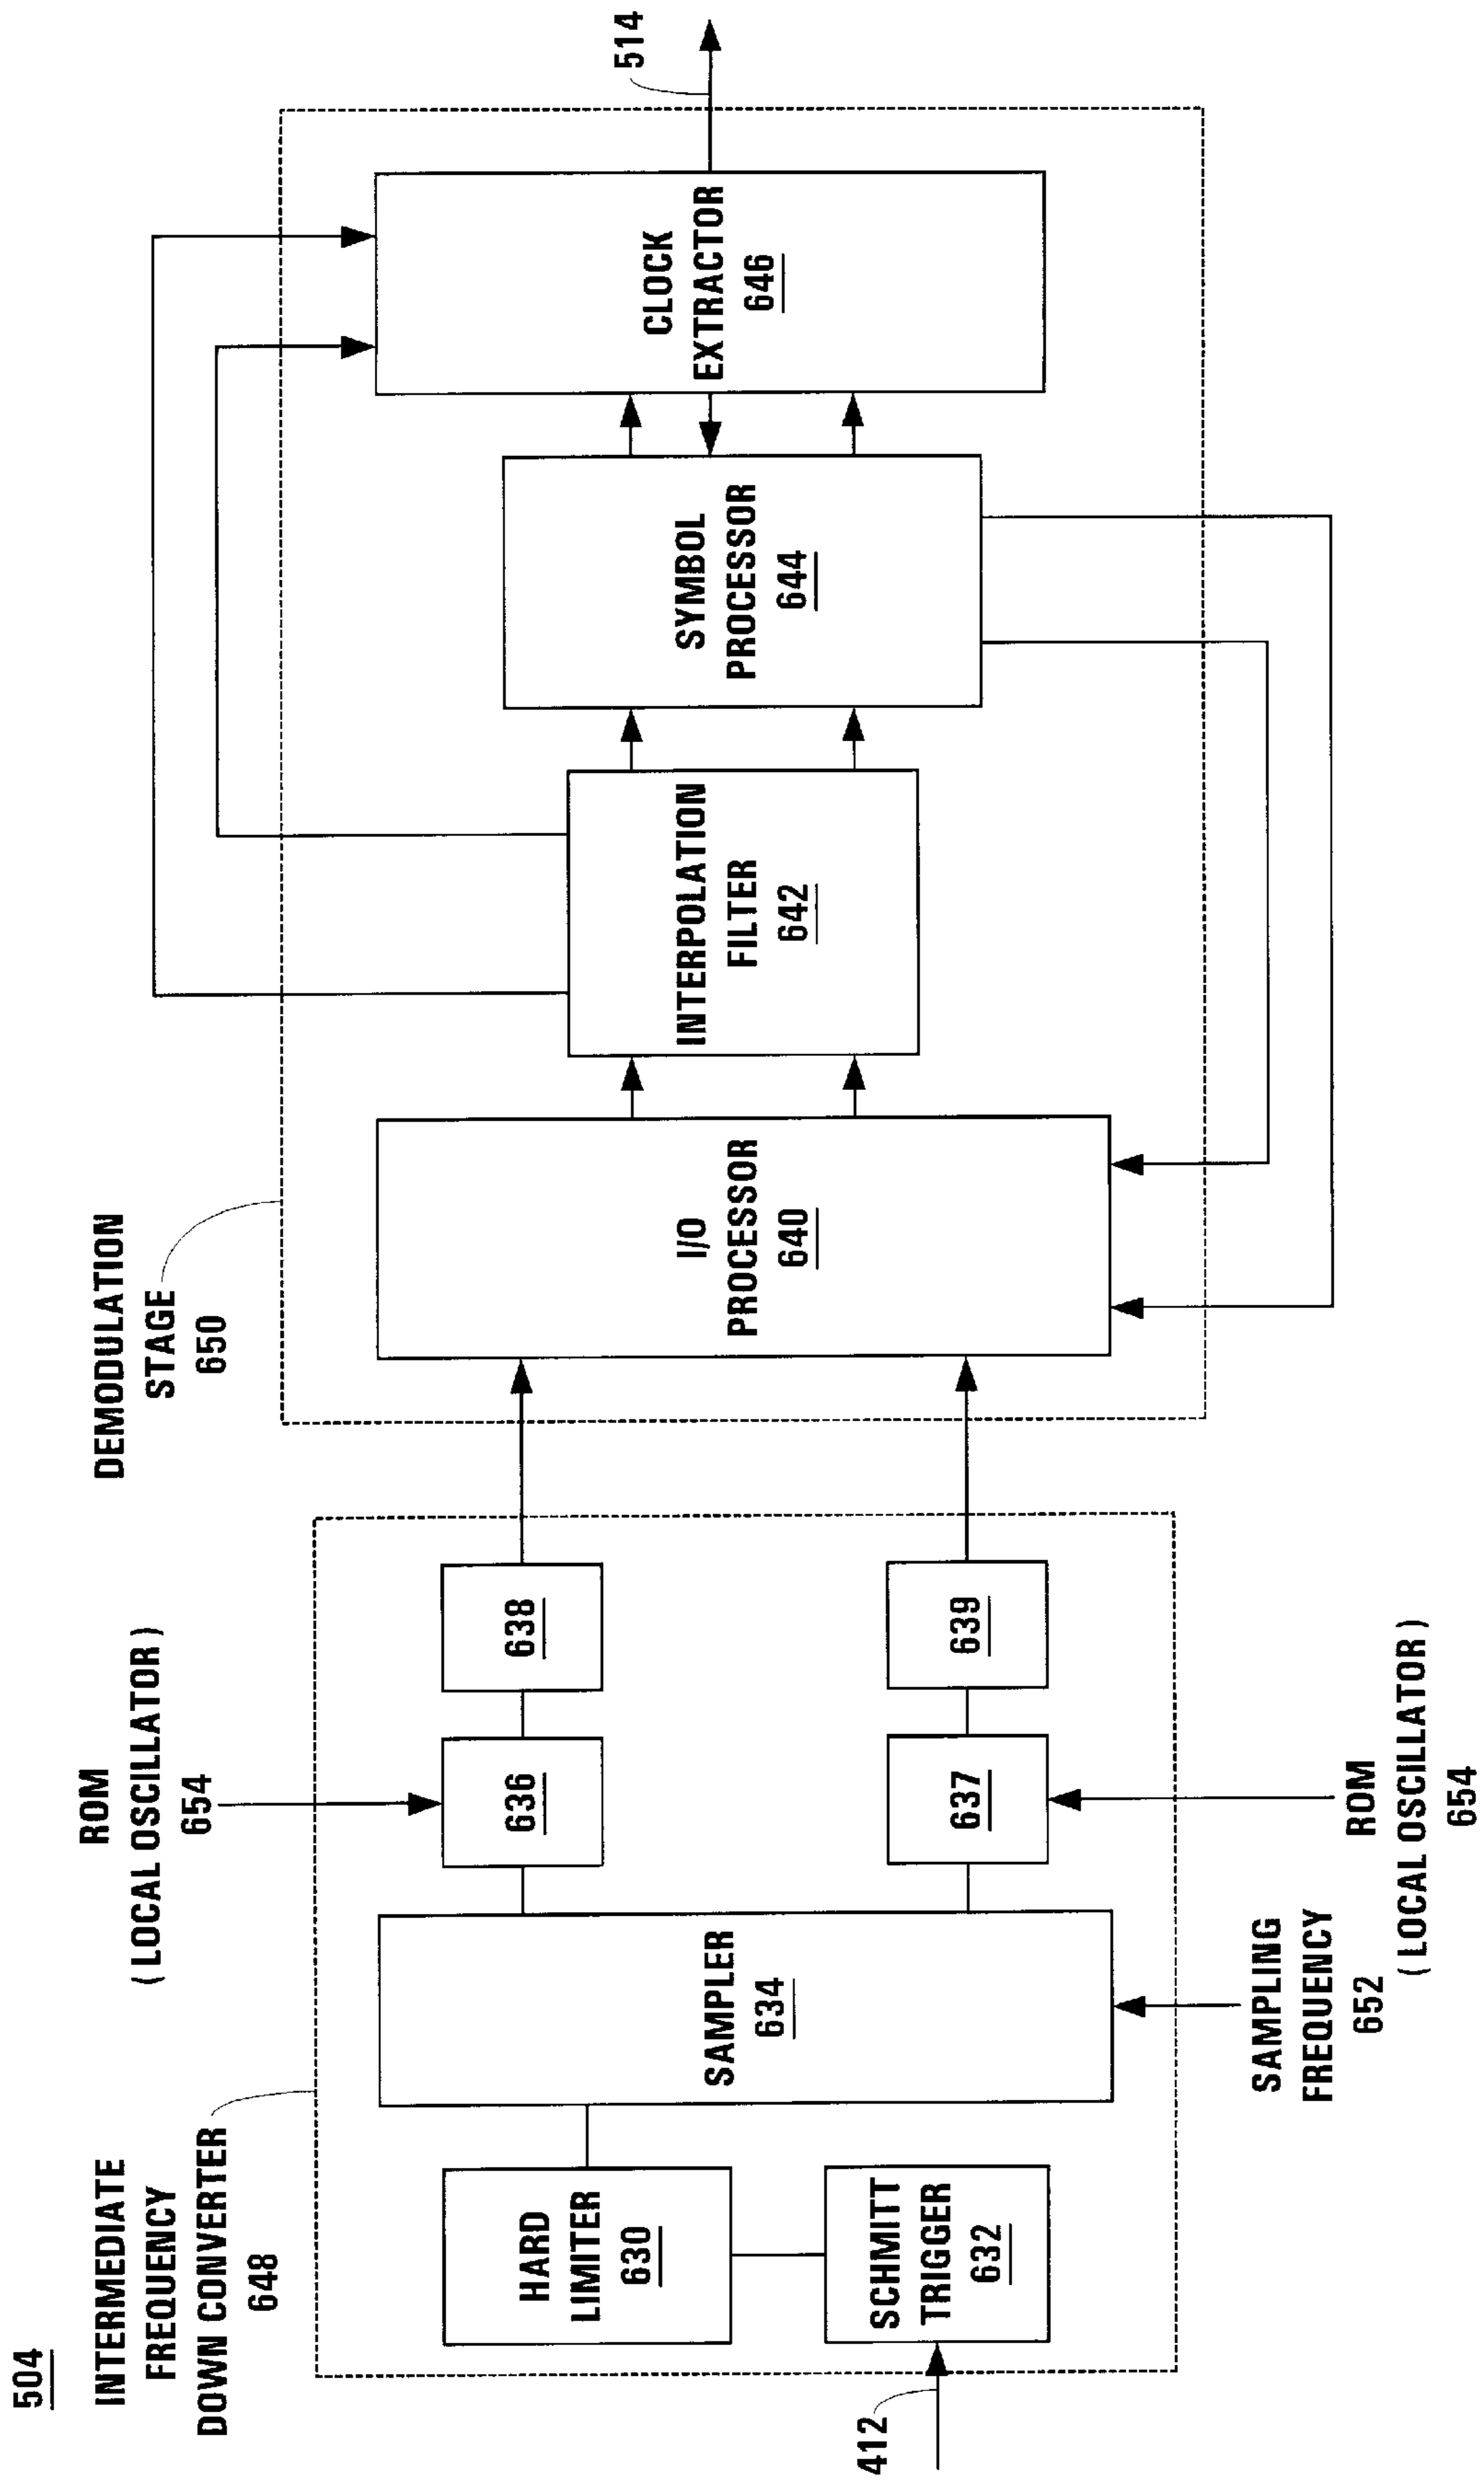 504
INTERMEDIATE
FREQUENCY
DOWN CONVERTER
648
412
HARD
LIMITER
630
SCHMITT
TRIGGER
632
SAMPLER
634
SAMPLING
FREQUENCY
652
ROM
(LOCAL OSCILLATOR)
654
636
638
637
639
ROM
(LOCAL OSCILLATOR)
654
DEMODULATION
STAGE
650
I/O
PROCESSOR
640
INTERPOLATION
FILTER
642
SYMBOL
PROCESSOR
644
CLOCK
EXTRACTOR
646
514